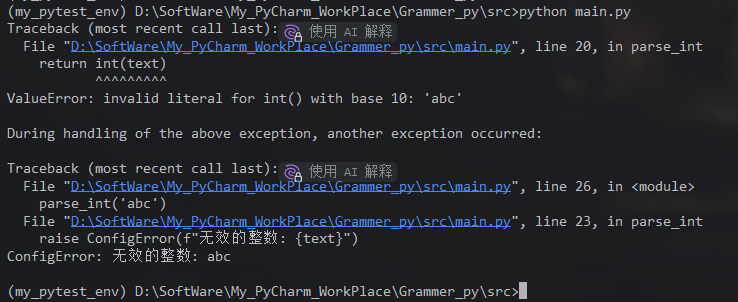 (my_pytest_env) D:\SoftWare\My_PyCharm_WorkPlace\Grammer_py\src>python main.py
Traceback (most recent call last): 使用 AI 解释
  File "D:\SoftWare\My_PyCharm_WorkPlace\Grammer_py\src\main.py", line 20, in parse_int
    return int(text)
           ^^^^^^^^^
ValueError: invalid literal for int() with base 10: 'abc'

During handling of the above exception, another exception occurred:

Traceback (most recent call last): 使用 AI 解释
  File "D:\SoftWare\My_PyCharm_WorkPlace\Grammer_py\src\main.py", line 26, in <module>
    parse_int('abc')
  File "D:\SoftWare\My_PyCharm_WorkPlace\Grammer_py\src\main.py", line 23, in parse_int
    raise ConfigError(f"无效的整数: {text}")
ConfigError: 无效的整数: abc

(my_pytest_env) D:\SoftWare\My_PyCharm_WorkPlace\Grammer_py\src>